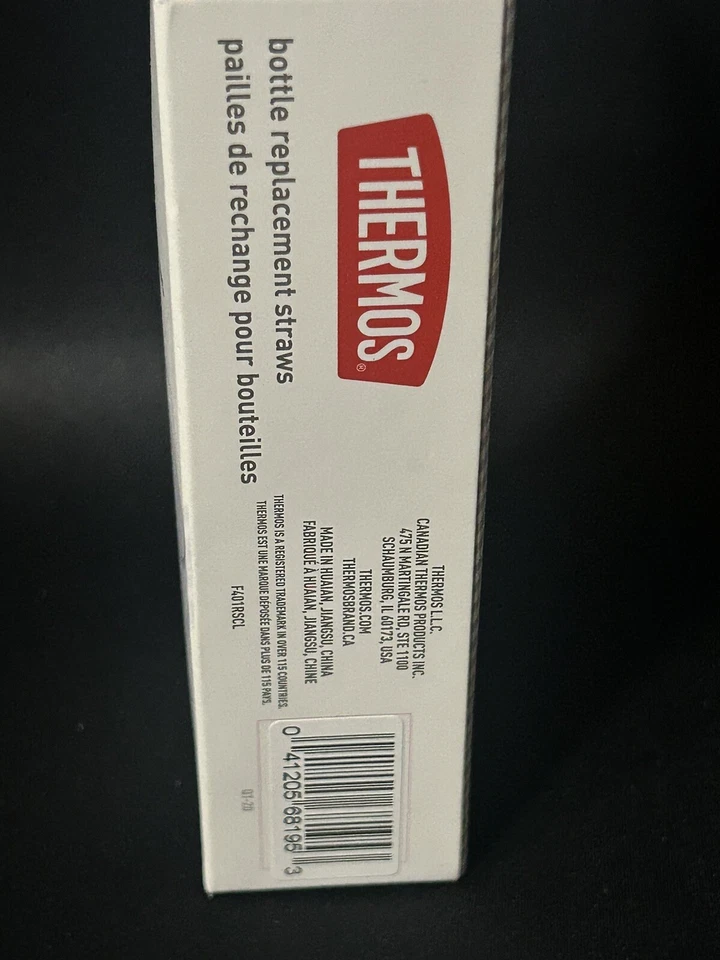 THERMOS®
bottle replacement straws
pailles de rechange pour bouteilles
THERMOS L.L.C.
CANADIAN THERMOS PRODUCTS INC.
475 N MARTINGALE RD, STE 1100
SCHAUMBURG, IL 60173, USA
THERMOS.COM
THERMOSBRAND.CA
MADE IN HUAIAN, JIANGSU, CHINA
FABRIQUÉ À HUAIAN, JIANGSU, CHINE
THERMOS IS A REGISTERED TRADEMARK IN OVER 115 COUNTRIES.
THERMOS EST UNE MARQUE DÉPOSÉE DANS PLUS DE 115 PAYS.
F401RSCL
0 41205 68195 3
01-20